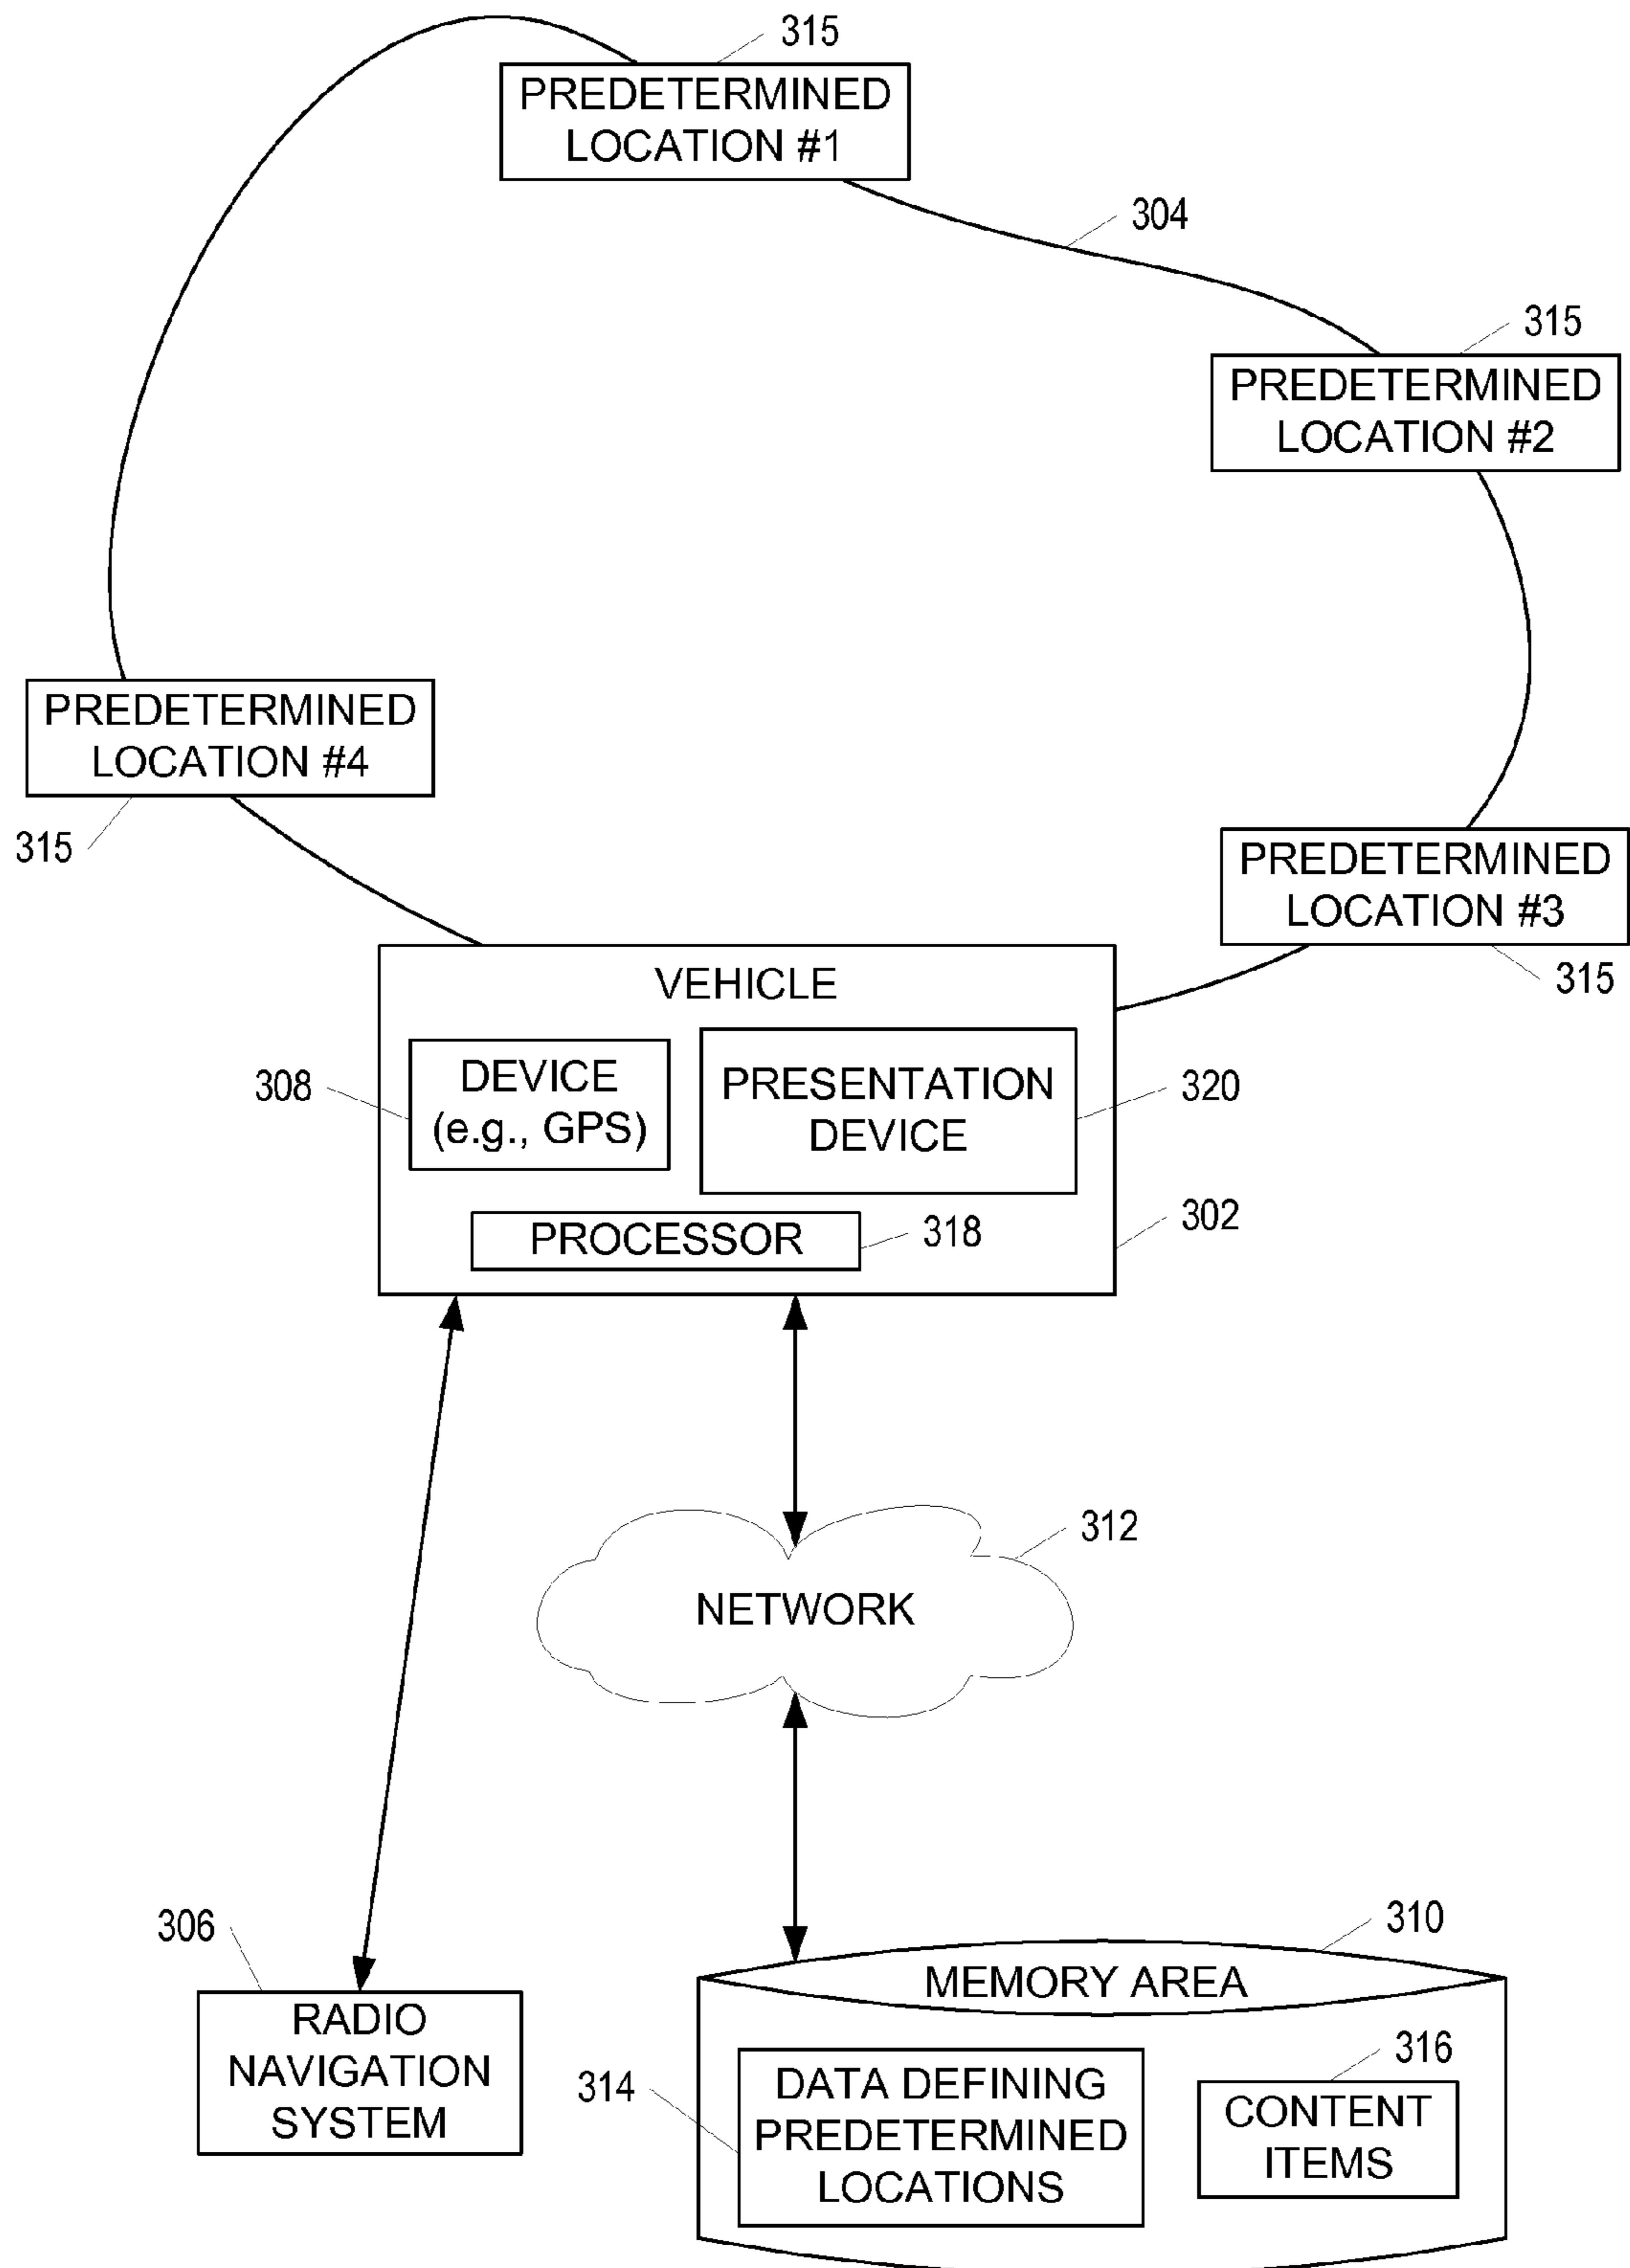 315
PREDETERMINED
LOCATION #1
304
315
PREDETERMINED
LOCATION #2
PREDETERMINED
LOCATION #4
315
PREDETERMINED
LOCATION #3
315
VEHICLE
308
DEVICE
(e.g., GPS)
PRESENTATION
DEVICE
320
302
PROCESSOR
318
312
NETWORK
306
RADIO
NAVIGATION
SYSTEM
310
MEMORY AREA
314
DATA DEFINING
PREDETERMINED
LOCATIONS
316
CONTENT
ITEMS